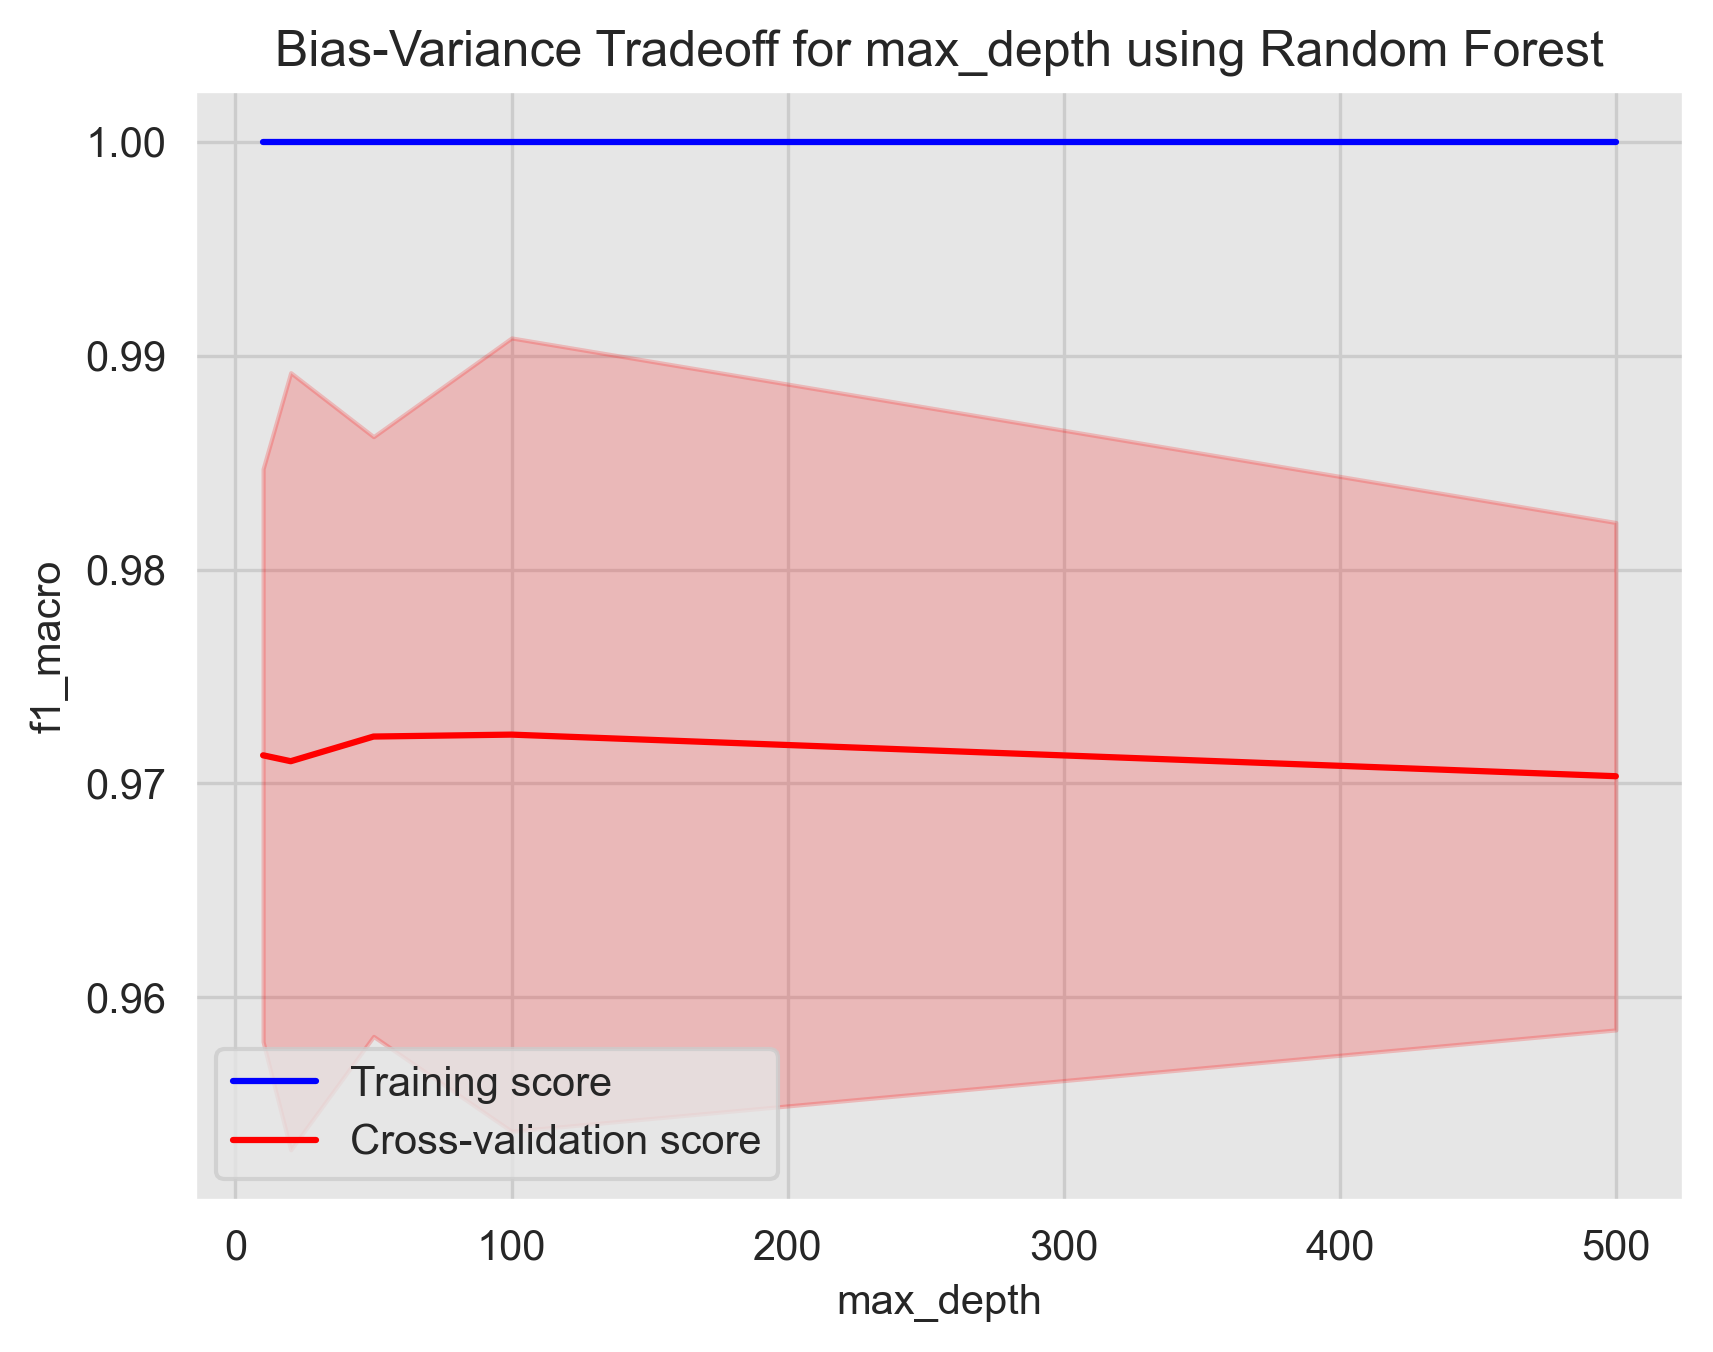 Bias-Variance Tradeoff for max_depth using Random Forest
1.00
0.99
0.98
0.97
0.96
f1_macro
Training score
Cross-validation score
0 100 200 300 400 500
max_depth